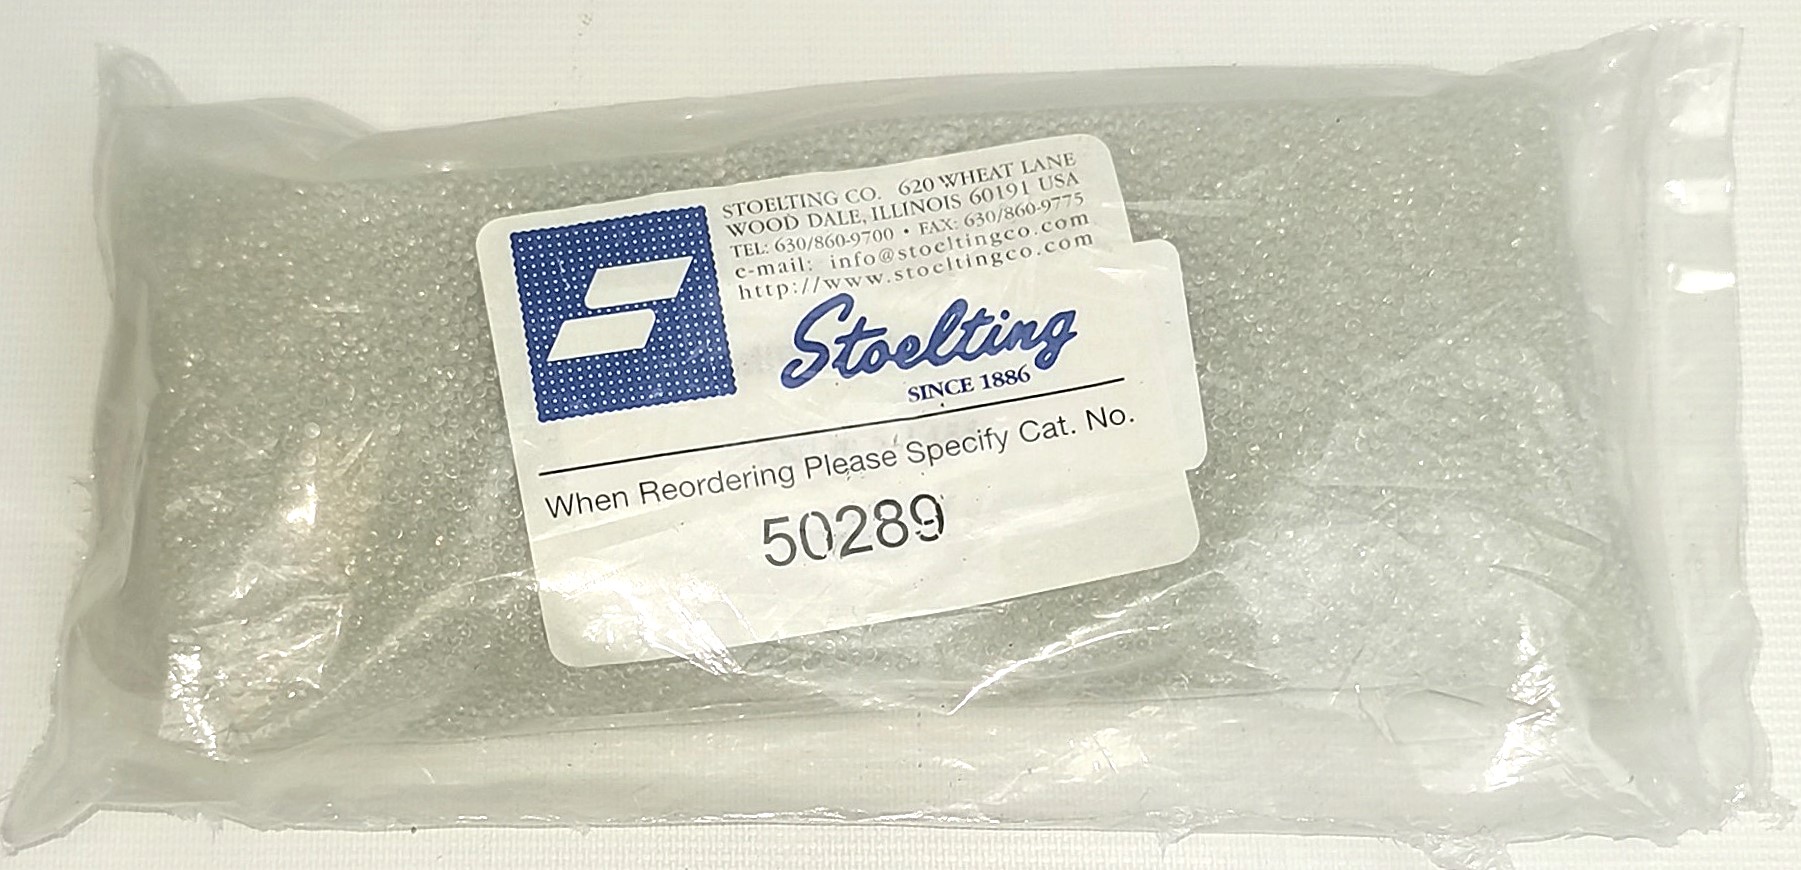 STOELTING CO. 620 WHEAT LANE
WOOD DALE, ILLINOIS 60191 USA
TEL: 630/860-9700 • FAX: 630/860-9775
e-mail: info@stoeltingco.com
http://www.stoeltingco.com
Stoelting
SINCE 1886
When Reordering Please Specify Cat. No.
50289